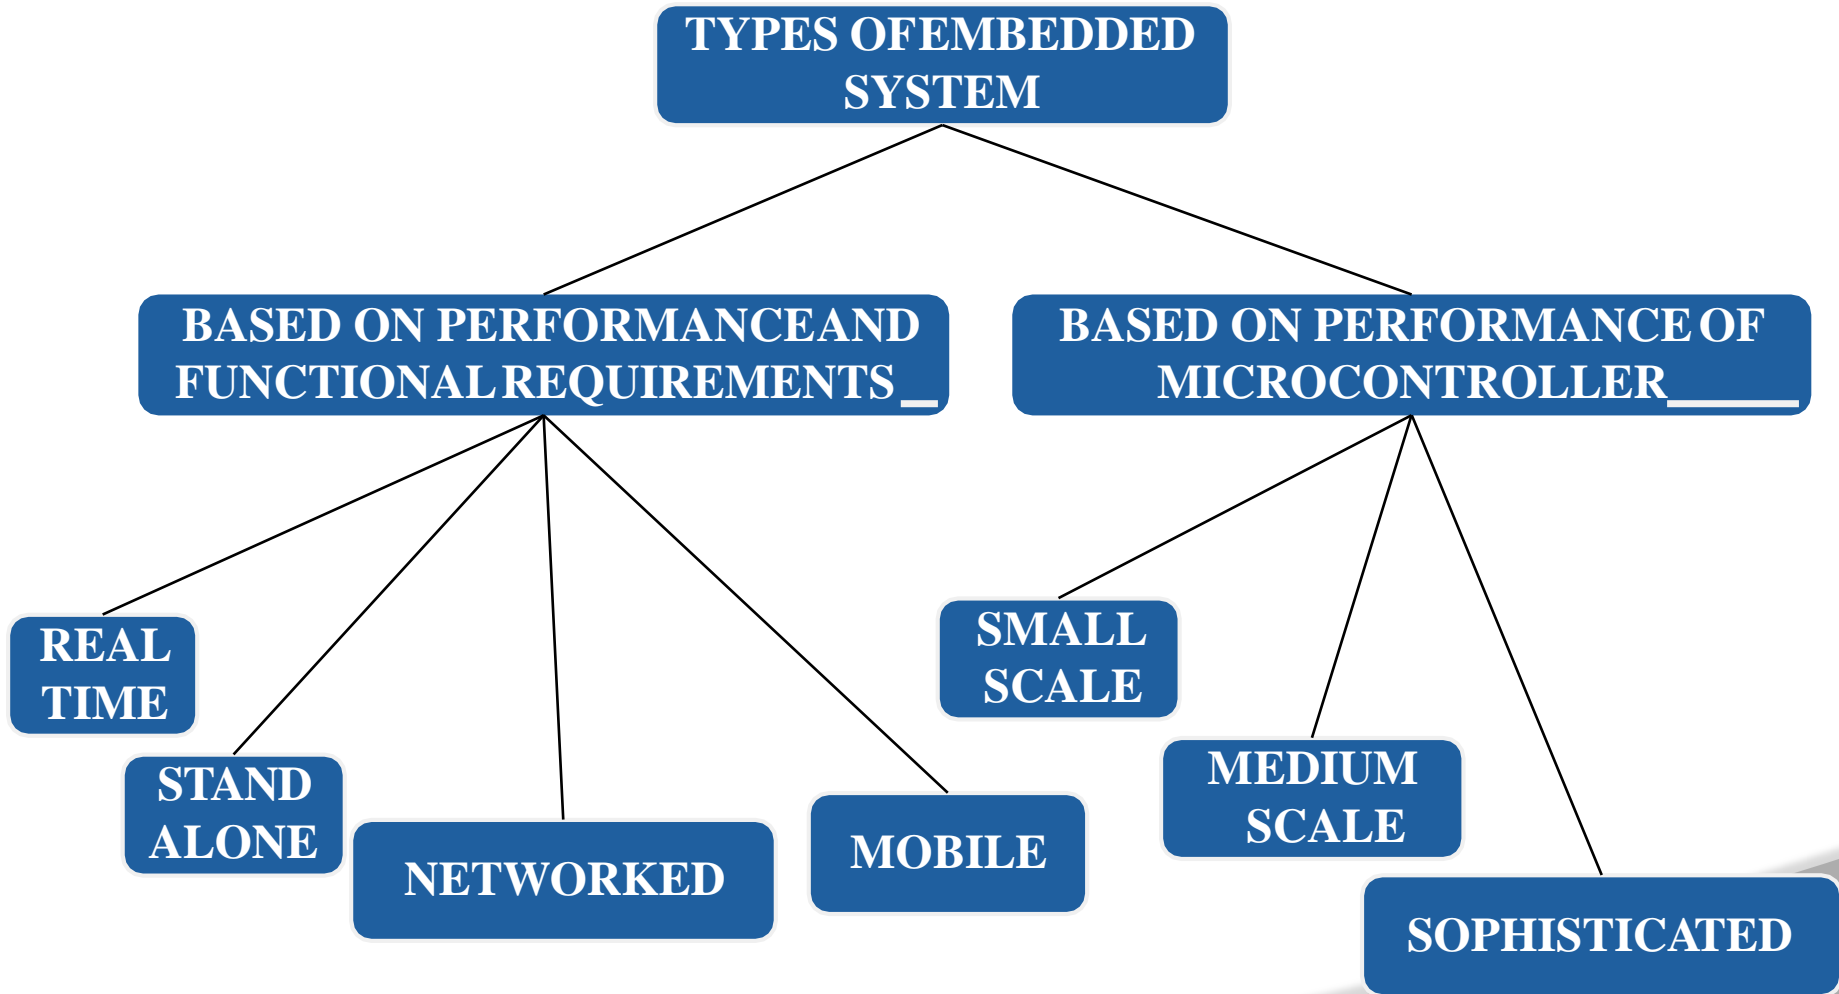 TYPES OFEMBEDDED
SYSTEM
BASED ON PERFORMANCEAND
FUNCTIONAL REQUIREMENTS
BASED ON PERFORMANCE OF
MICROCONTROLLER
REAL
TIME
STAND
ALONE
NETWORKED
MOBILE
SMALL
SCALE
MEDIUM
SCALE
SOPHISTICATED